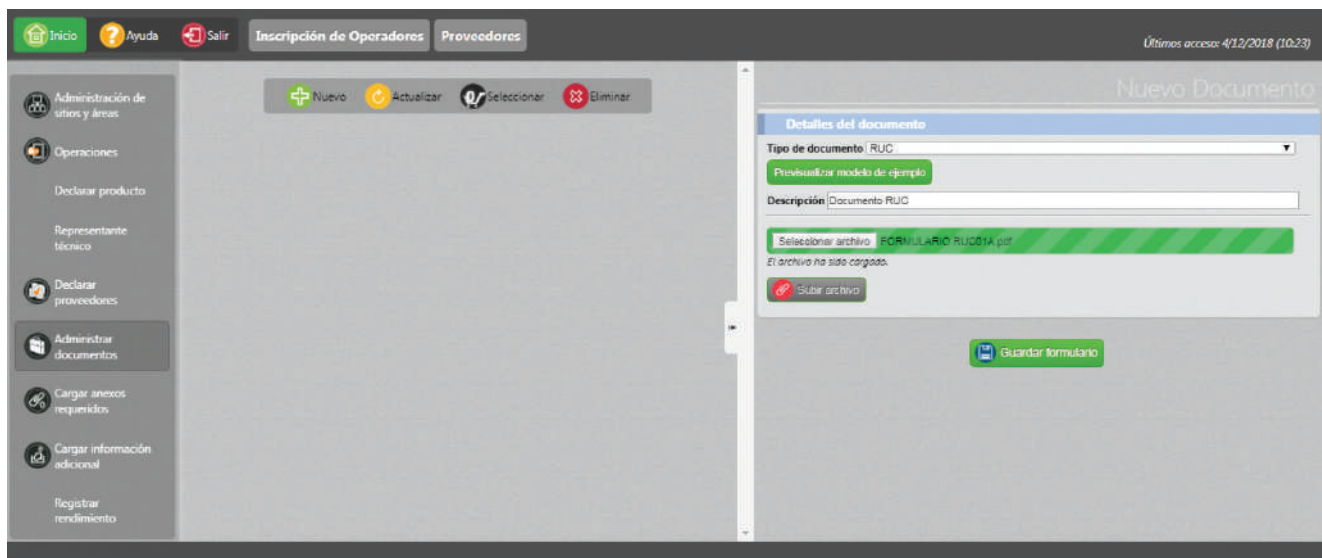 Inicio
Ayuda
Salir
Inscripción de Operadores
Proveedores
Últimos acceso: 4/12/2018 (10:23)
Administración de
sitios y áreas
Operaciones
Declarar producto
Representante
técnico
Declarar
proveedores
Administrar
documentos
Cargar anexos
requeridos
Cargar información
adicional
Registrar
rendimiento
Nuevo
Actualizar
Seleccionar
Eliminar
Nuevo Documento
Detalles del documento
Tipo de documento RUC
Previsualizar modelo de ejemplo
Descripción Documento RUC
Seleccionar archivo FORMULARIO RUC01A.pdf
El archivo ha sido cargado.
Subir archivo
Guardar formulario